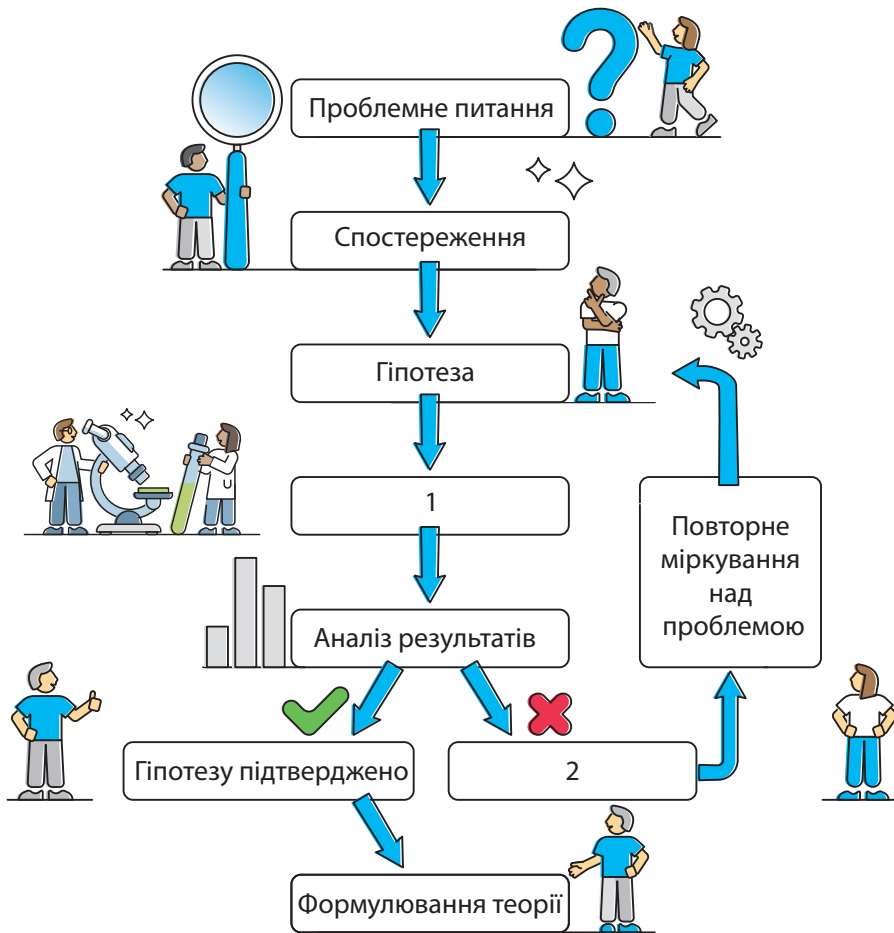 ?
Проблемне питання
Спостереження
Гіпотеза
1
Повторне
міркування
над
проблемою
Аналіз результатів
Гіпотезу підтверджено
2
Формулювання теорії